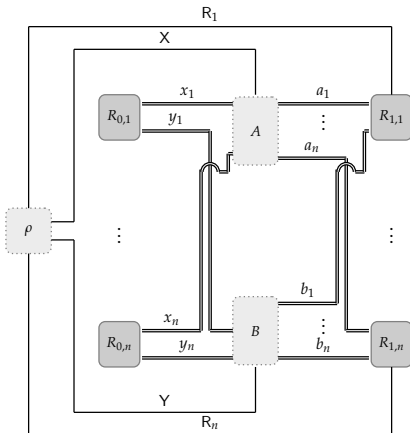 R₁
X
x₁
a₁
R₀,₁
y₁
A
⋮
R₁,₁
aₙ
ρ
⋮
⋮
b₁
xₙ
⋮
R₀,ₙ
yₙ
B
bₙ
R₁,ₙ
Y
Rₙ